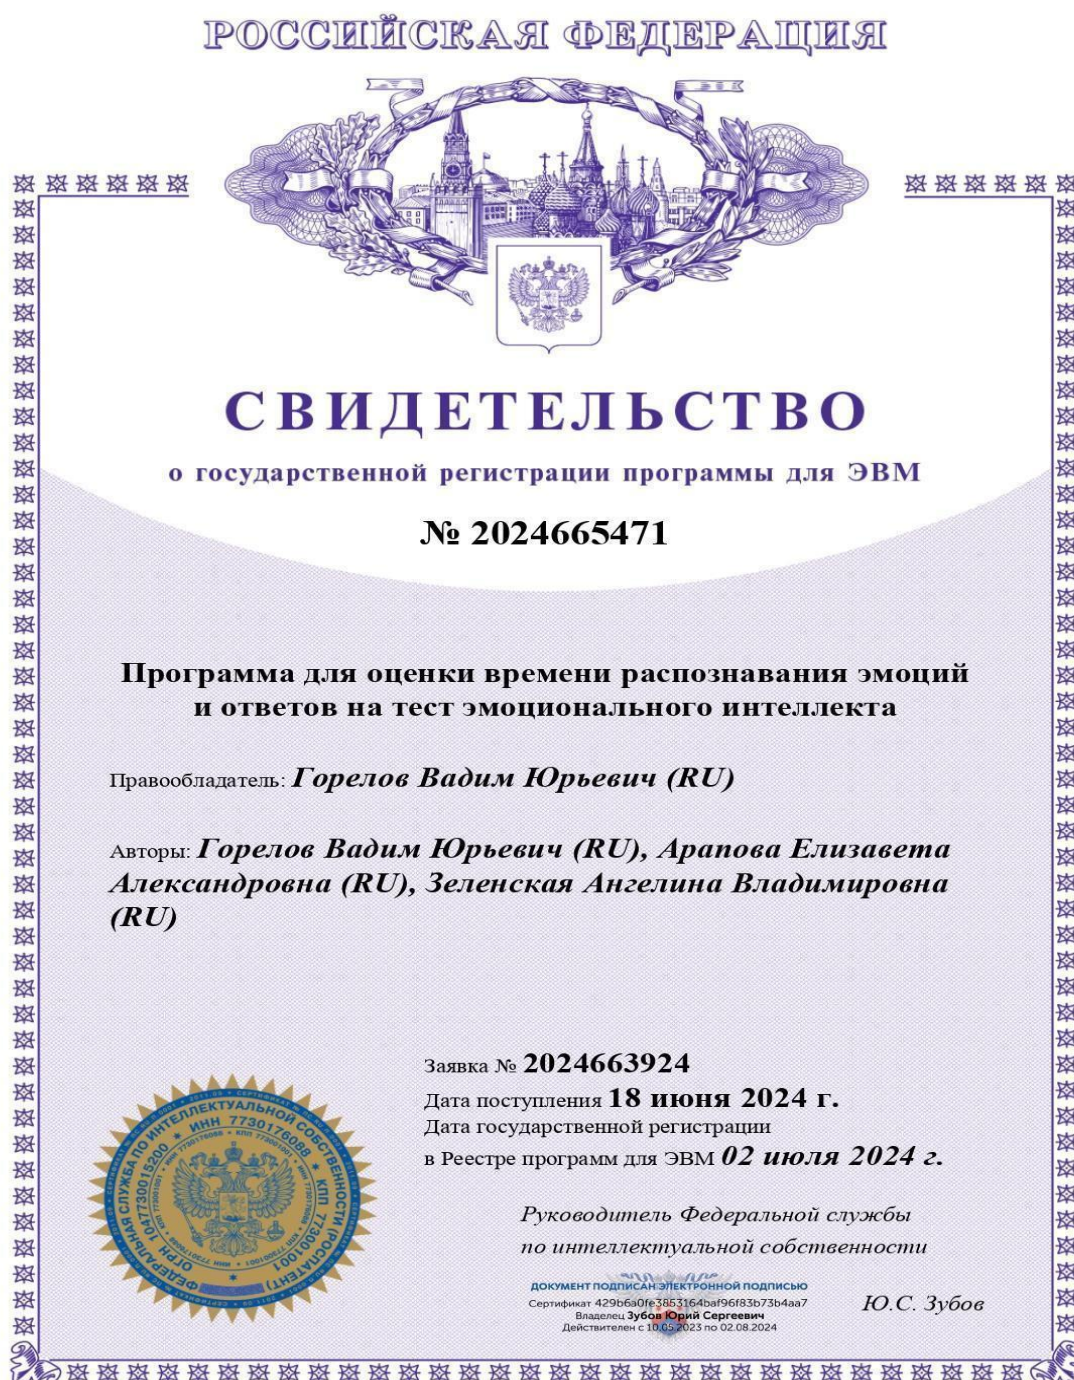 РОССИЙСКАЯ ФЕДЕРАЦИЯ
СВИДЕТЕЛЬСТВО
о государственной регистрации программы для ЭВМ
№ 2024665471
Программа для оценки времени распознавания эмоций
и ответов на тест эмоционального интеллекта
Правообладатель: Горелов Вадим Юрьевич (RU)
Авторы: Горелов Вадим Юрьевич (RU), Арапова Елизавета
Александровна (RU), Зеленская Ангелина Владимировна
(RU)
Заявка № 2024663924
Дата поступления 18 июня 2024 г.
Дата государственной регистрации
в Реестре программ для ЭВМ 02 июля 2024 г.
Руководитель Федеральной службы
по интеллектуальной собственности
ДОКУМЕНТ ПОДПИСАН ЭЛЕКТРОННОЙ ПОДПИСЬЮ
Сертификат 429b6a0fe3853164baf96f83b73b4aa7
Владелец Зубов Юрий Сергеевич
Действителен с 10.05.2023 по 02.08.2024
Ю.С. Зубов
ФЕДЕРАЛЬНАЯ СЛУЖБА ПО ИНТЕЛЛЕКТУАЛЬНОЙ СОБСТВЕННОСТИ (РОСПАТЕНТ)
ОГРН 1047730015200 * ИНН 7730176088 * КПП 773001001 *